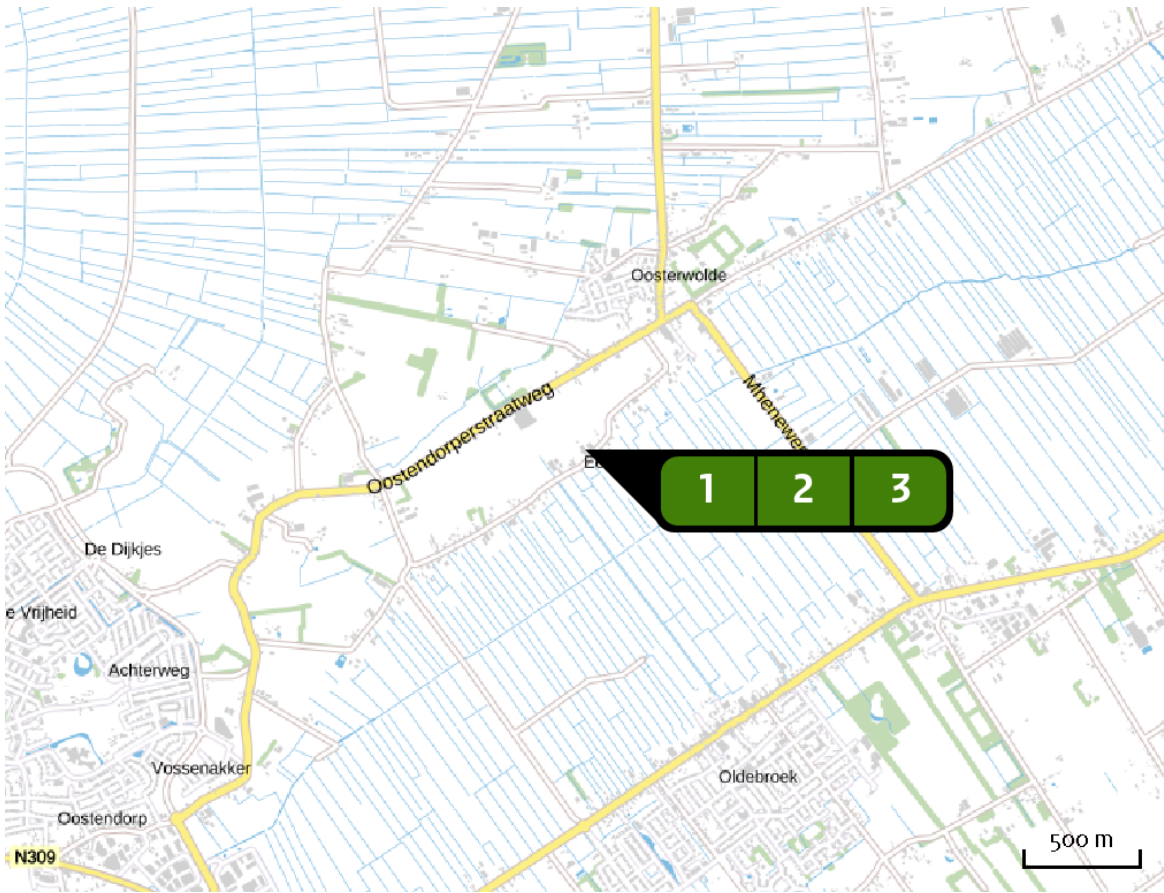 Oosterwolde
Mheneweg
Oostendorperstraatweg
1 2 3
De Dijkjes
e Vrijheid
Achterweg
Vossenakker
Oldebroek
Oostendorp
500 m
N309